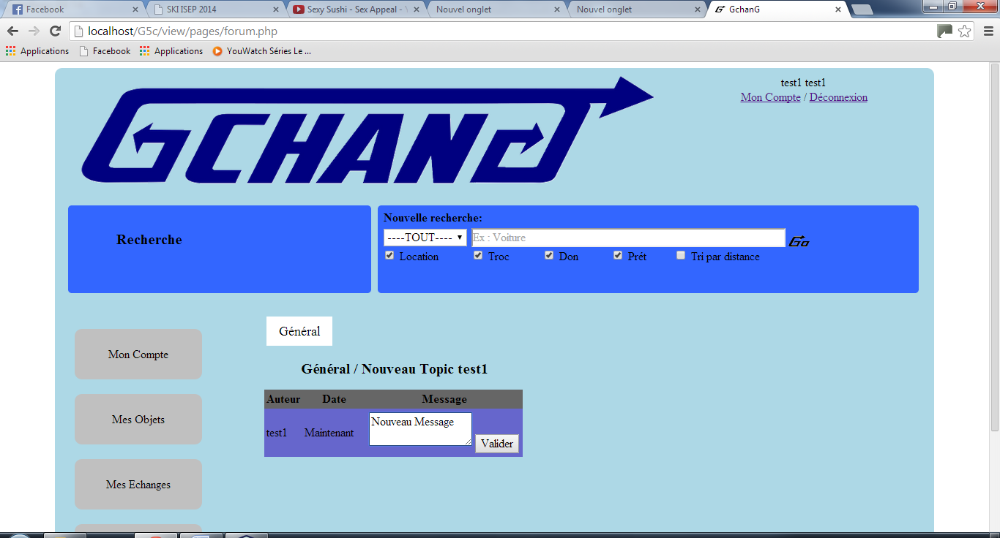 Facebook
SKI ISEP 2014
Sexy Sushi - Sex Appeal -
Nouvel onglet
Nouvel onglet
GchanG
localhost/G5c/view/pages/forum.php
Applications
Facebook
Applications
YouWatch Séries Le ...
GCHANG
test1 test1
Mon Compte / Déconnexion
Recherche
Nouvelle recherche:
----TOUT----
Ex : Voiture
Go
Location
Troc
Don
Prét
Tri par distance
Général
Mon Compte
Mes Objets
Mes Echanges
Général / Nouveau Topic test1
Auteur Date Message
test1 Maintenant Nouveau Message
Valider